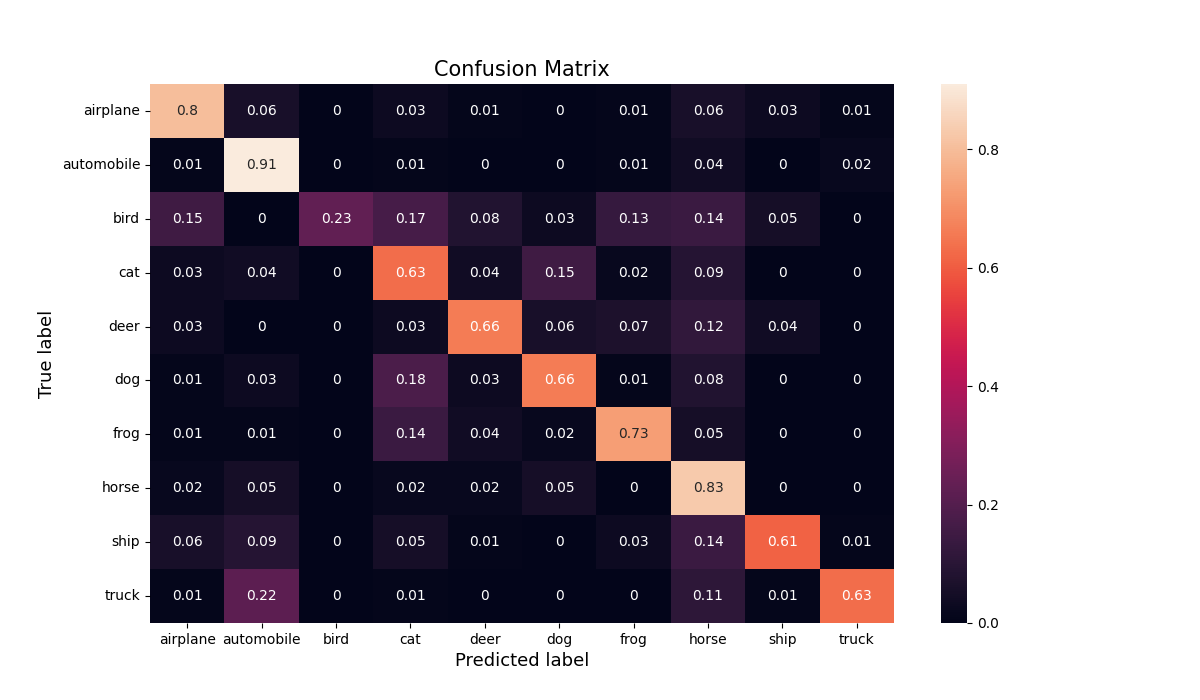 Confusion Matrix
airplane 0.8 0.06 0 0.03 0.01 0 0.01 0.06 0.03 0.01
automobile 0.01 0.91 0 0.01 0 0 0.01 0.04 0 0.02
bird 0.15 0 0.23 0.17 0.08 0.03 0.13 0.14 0.05 0
cat 0.03 0.04 0 0.63 0.04 0.15 0.02 0.09 0 0
deer 0.03 0 0 0.03 0.66 0.06 0.07 0.12 0.04 0
dog 0.01 0.03 0 0.18 0.03 0.66 0.01 0.08 0 0
frog 0.01 0.01 0 0.14 0.04 0.02 0.73 0.05 0 0
horse 0.02 0.05 0 0.02 0.02 0.05 0 0.83 0 0
ship 0.06 0.09 0 0.05 0.01 0 0.03 0.14 0.61 0.01
truck 0.01 0.22 0 0.01 0 0 0 0.11 0.01 0.63
airplane automobile bird cat deer dog frog horse ship truck
Predicted label
True label
0.8
0.6
0.4
0.2
0.0